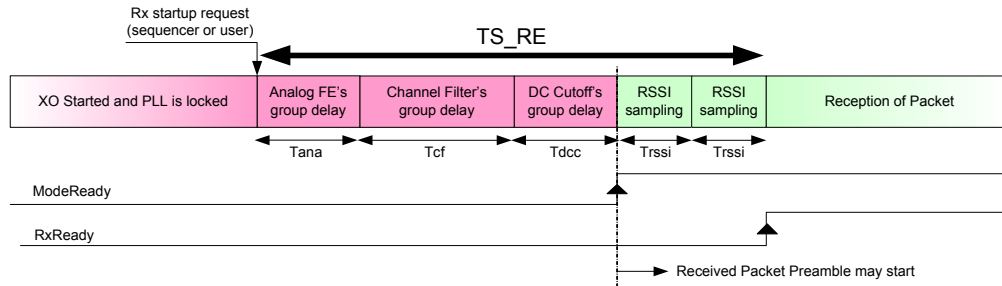 Rx startup request
(sequencer or user)
TS_RE
XO Started and PLL is locked
Analog FE's
group delay
Channel Filter's
group delay
DC Cutoff's
group delay
RSSI
sampling
RSSI
sampling
Reception of Packet
Tana
Tcf
Tdcc
Trssi
Trssi
ModeReady
RxReady
Received Packet Preamble may start